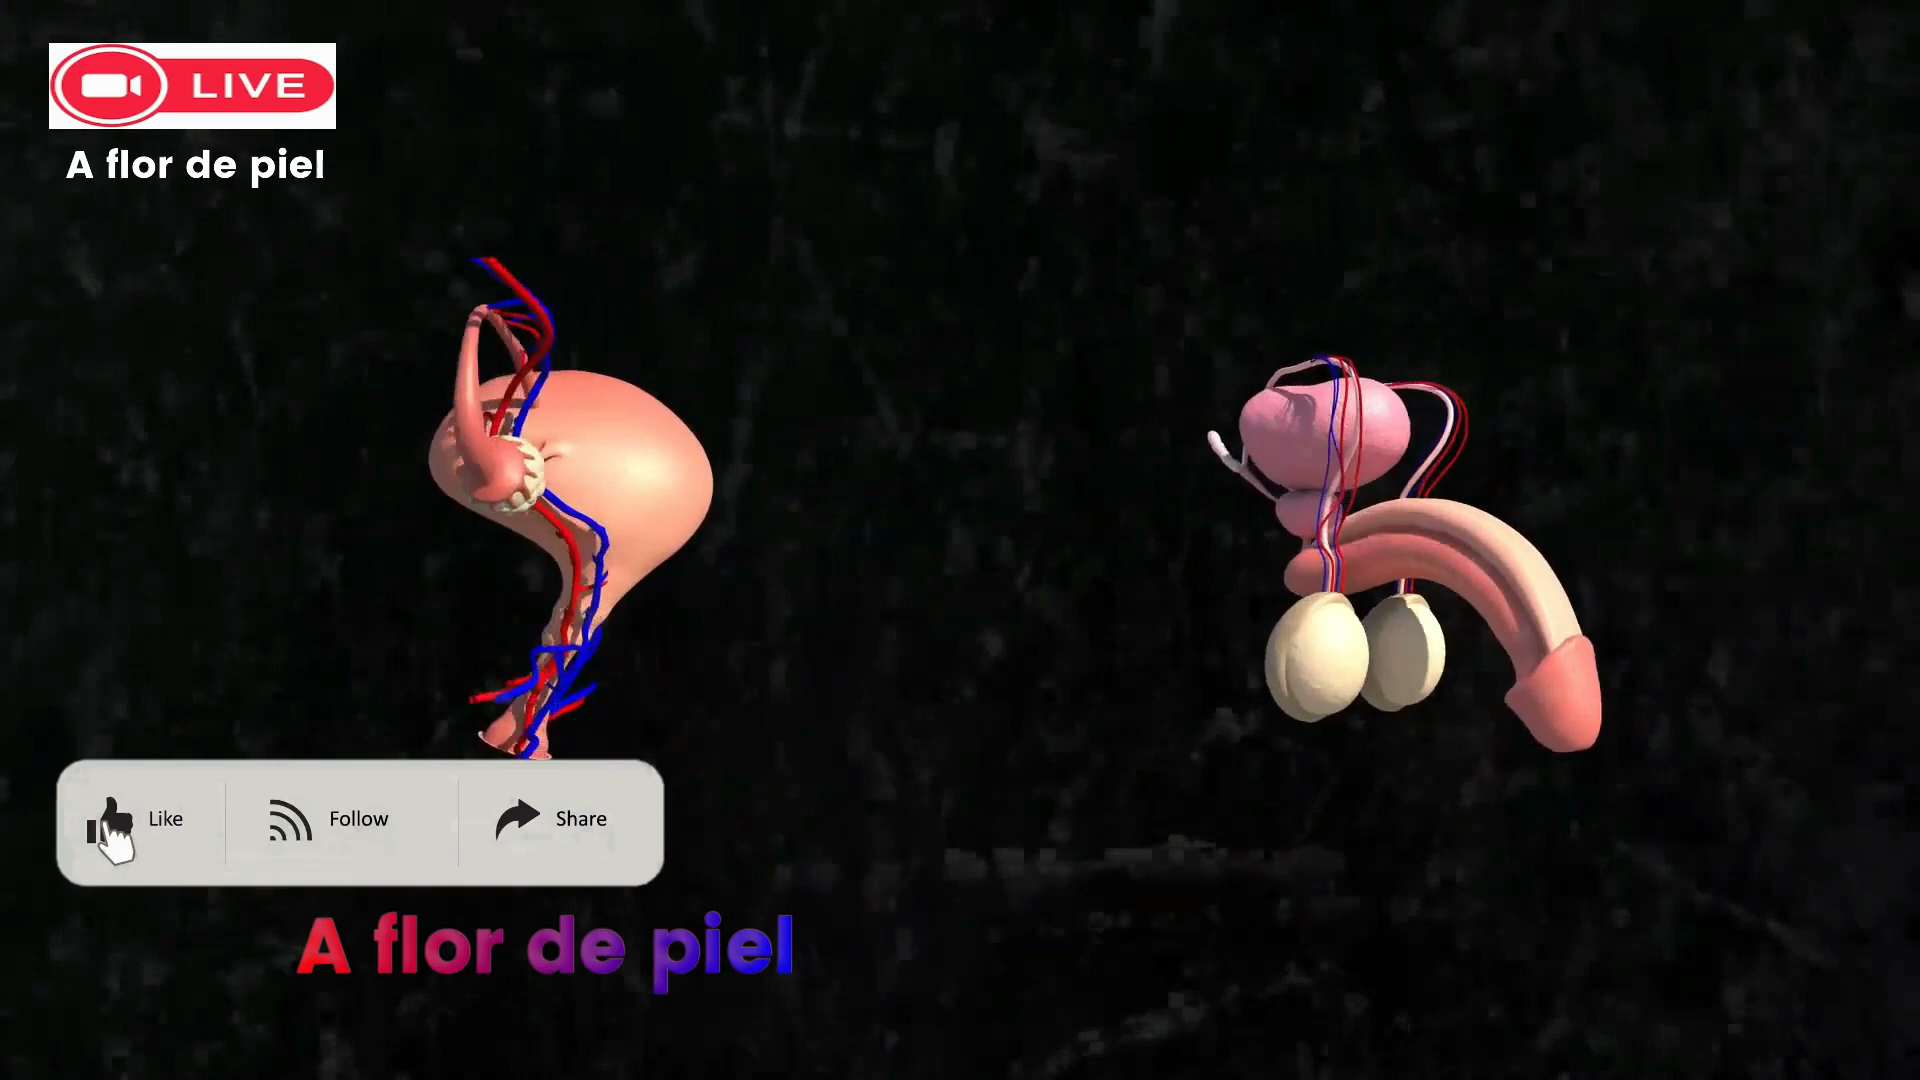 LIVE
A flor de piel
Like
Follow
Share
A flor de piel